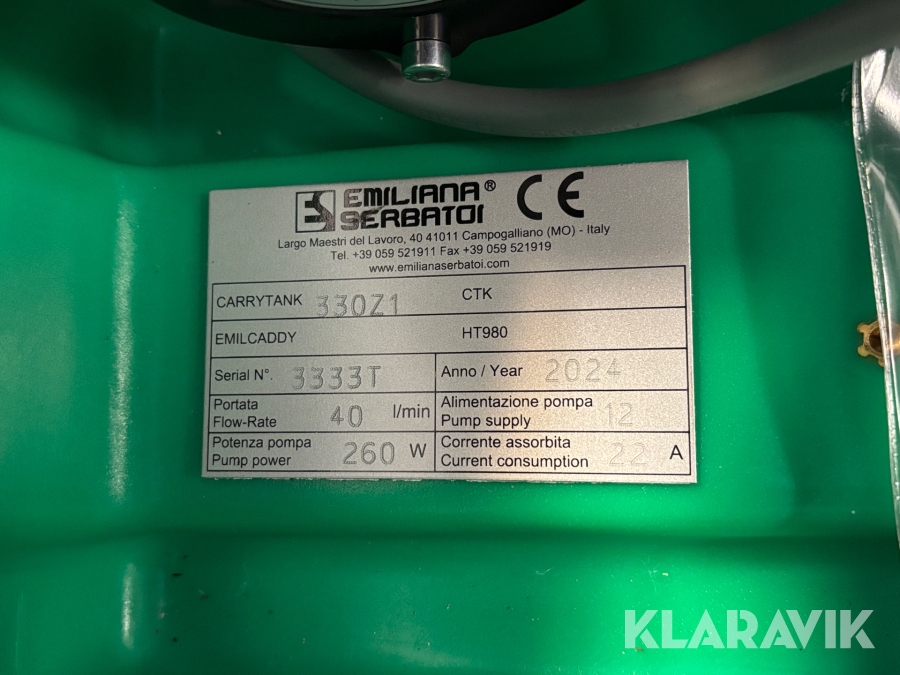 EMILIANA® CE
SERBATOI
Largo Maestri del Lavoro, 40 41011 Campogalliano (MO) - Italy
Tel. +39 059 521911 Fax +39 059 521919
www.emilianaserbatoi.com
CARRYTANK 330Z1 CTK
EMILCADDY HT980
Serial N°. 3333T Anno / Year 2024
Portata
Flow-Rate 40 l/min
Alimentazione pompa
Pump supply 12
Potenza pompa
Pump power 260 W
Corrente assorbita
Current consumption 22 A
KLARAVIK